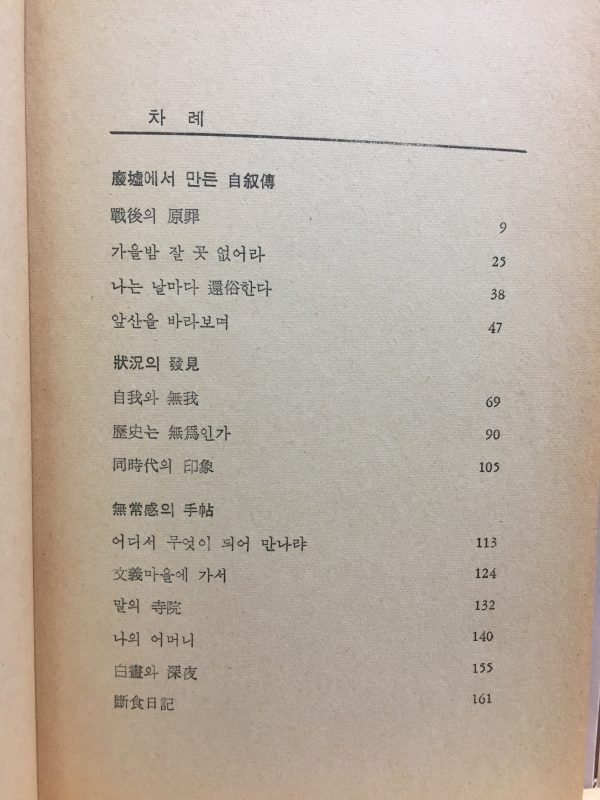 차 례
廢墟에서 만든 自叙傳
戰後의 原罪 9
가을밤 잘 곳 없어라 25
나는 날마다 還俗한다 38
앞산을 바라보며 47
狀況의 發見
自我와 無我 69
歷史는 無爲인가 90
同時代의 印象 105
無常感의 手帖
어디서 무엇이 되어 만나랴 113
文義마을에 가서 124
말의 寺院 132
나의 어머니 140
白晝와 深夜 155
斷食日記 161